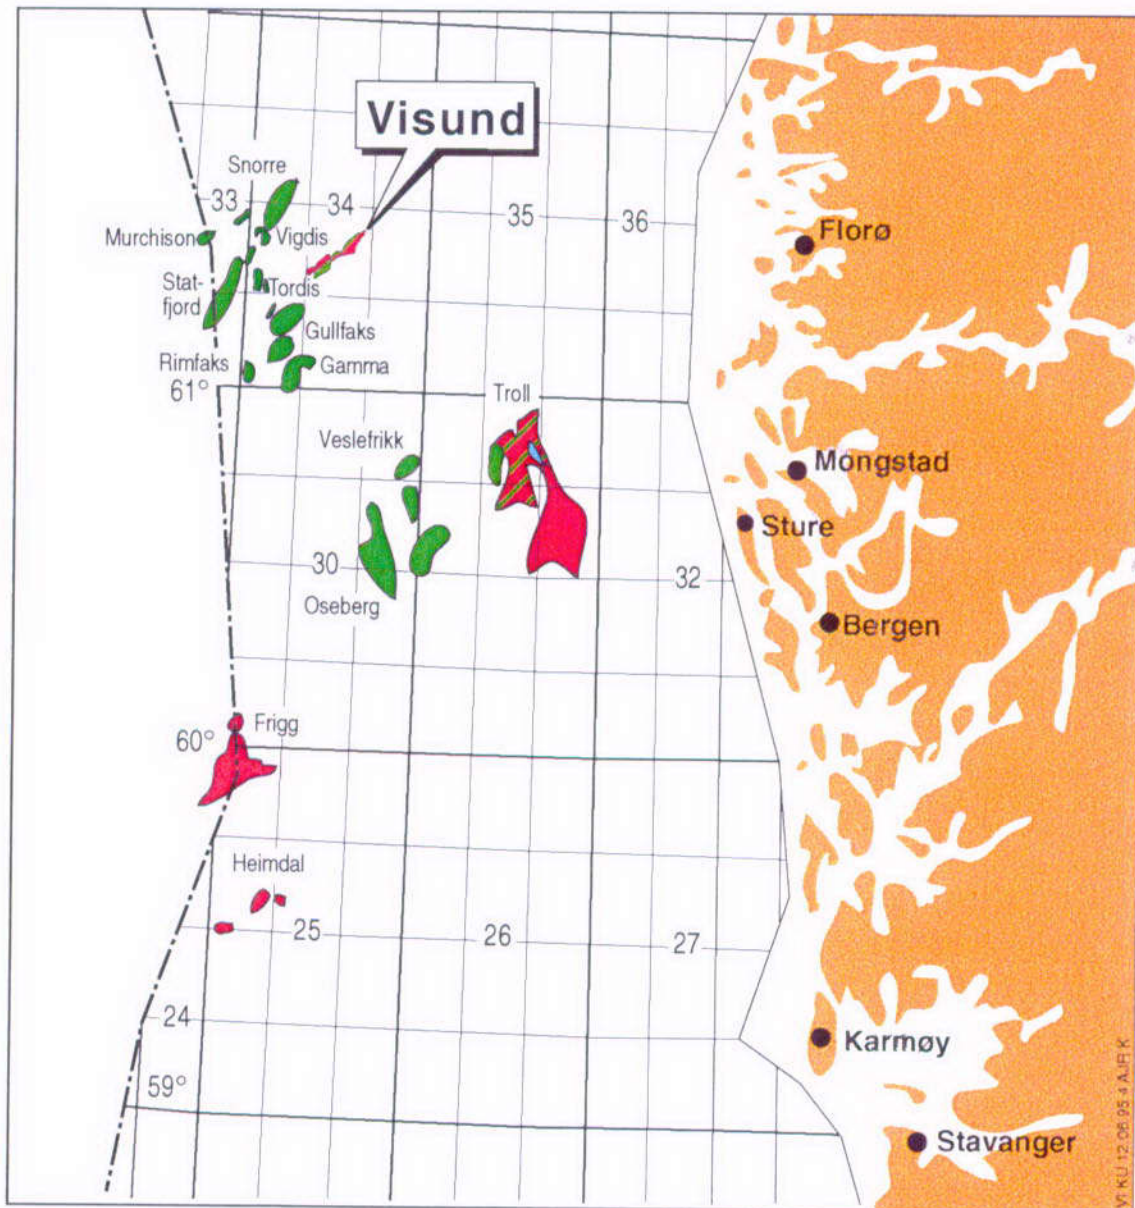 Visund
Snorre
33
34
35
36
Murchison
Vigdis
Florø
Stat-
fjord
Tordis
Gullfaks
Rimfaks
Gamma
61°
Troll
Veslefrikk
Mongstad
Sture
30
32
Oseberg
Bergen
Frigg
60°
Heimdal
25
26
27
24
Karmøy
59°
Stavanger